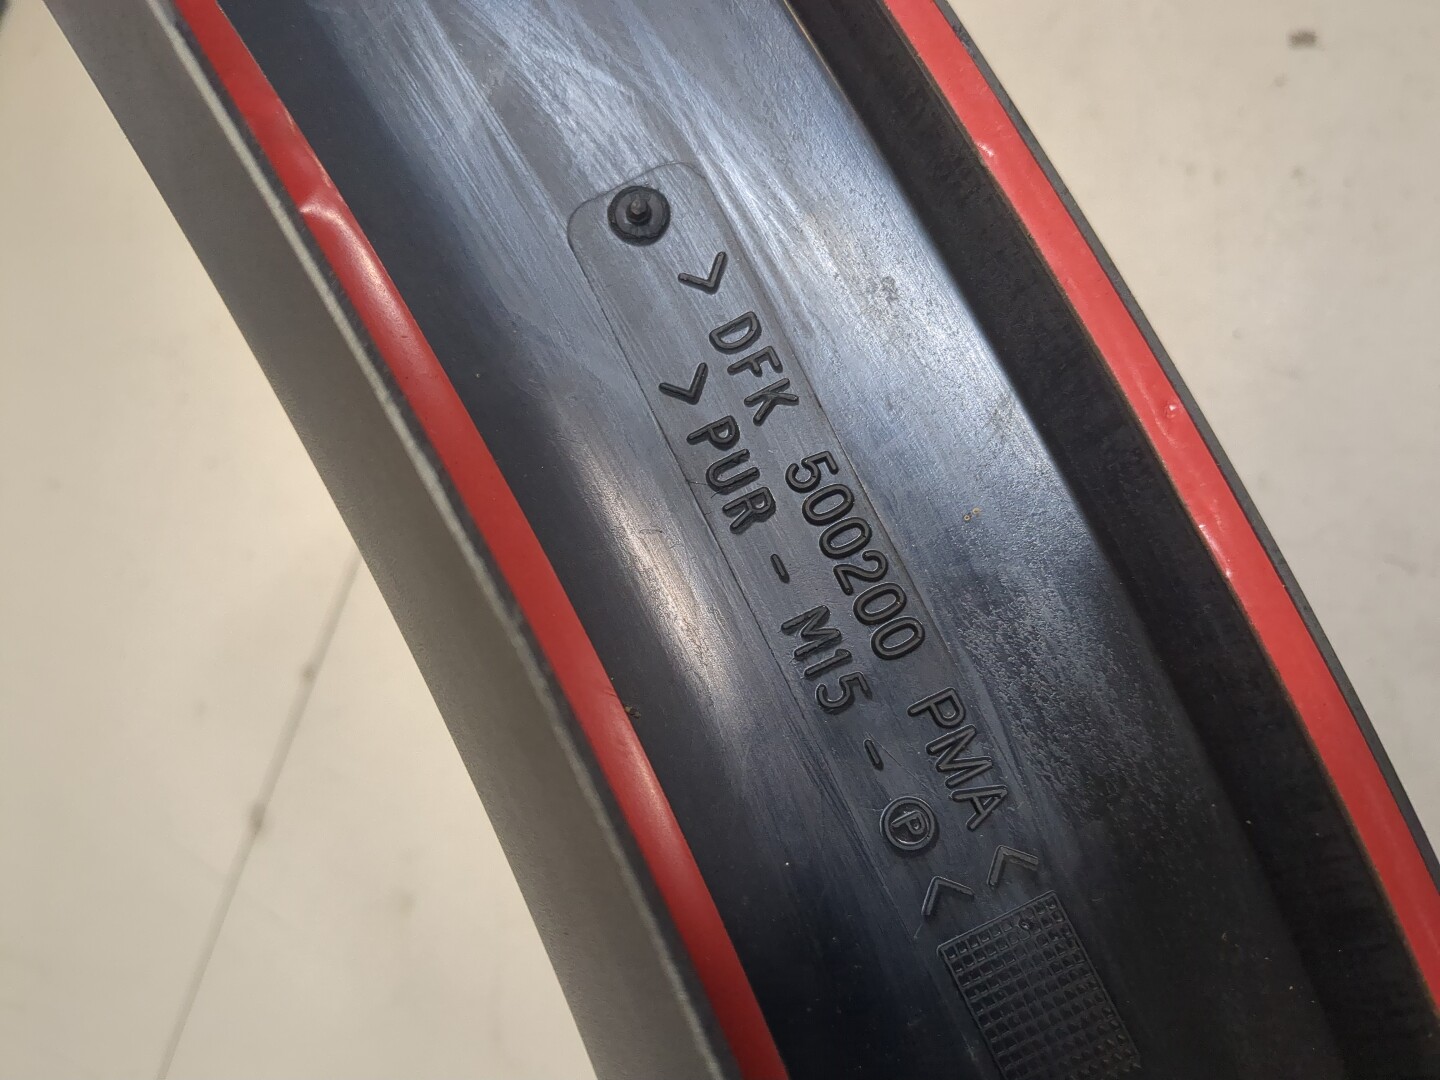 > DFK 500200 PMA <
> PUR - M15 - Ⓟ <